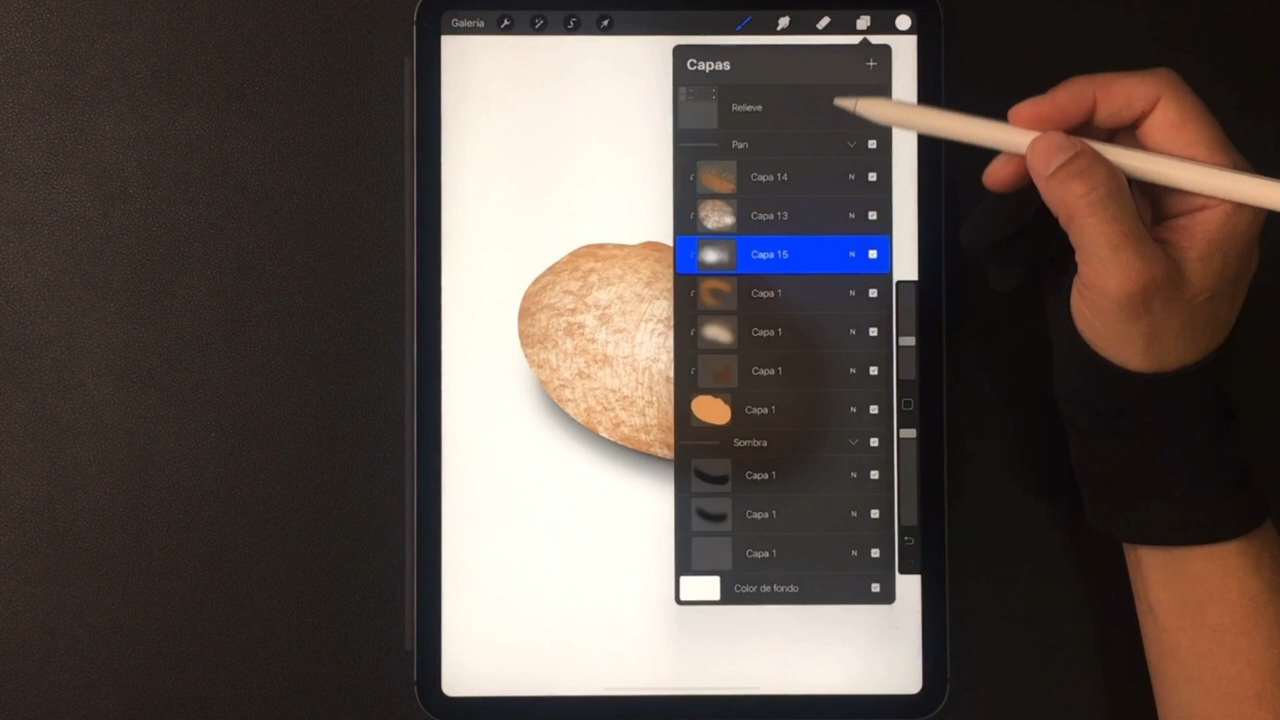 Galería
Capas
Relieve
Pan
Capa 14 N
Capa 13 N
Capa 15 N
Capa 1 N
Capa 1 N
Capa 1 N
Capa 1 N
Sombra
Capa 1 N
Capa 1 N
Capa 1 N
Color de fondo